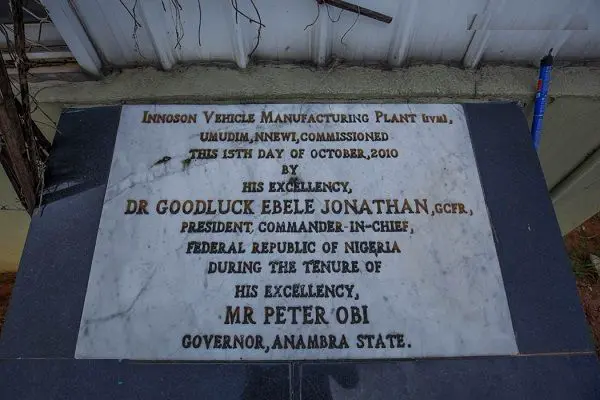 INNOSON VEHICLE MANUFACTURING PLANT (IVM),
UMUDIM, NNEWI, COMMISSIONED
THIS 15TH DAY OF OCTOBER, 2010
BY
HIS EXCELLENCY,
DR GOODLUCK EBELE JONATHAN, GCFR,
PRESIDENT, COMMANDER-IN-CHIEF,
FEDERAL REPUBLIC OF NIGERIA
DURING THE TENURE OF
HIS EXCELLENCY,
MR PETER OBI
GOVERNOR, ANAMBRA STATE.